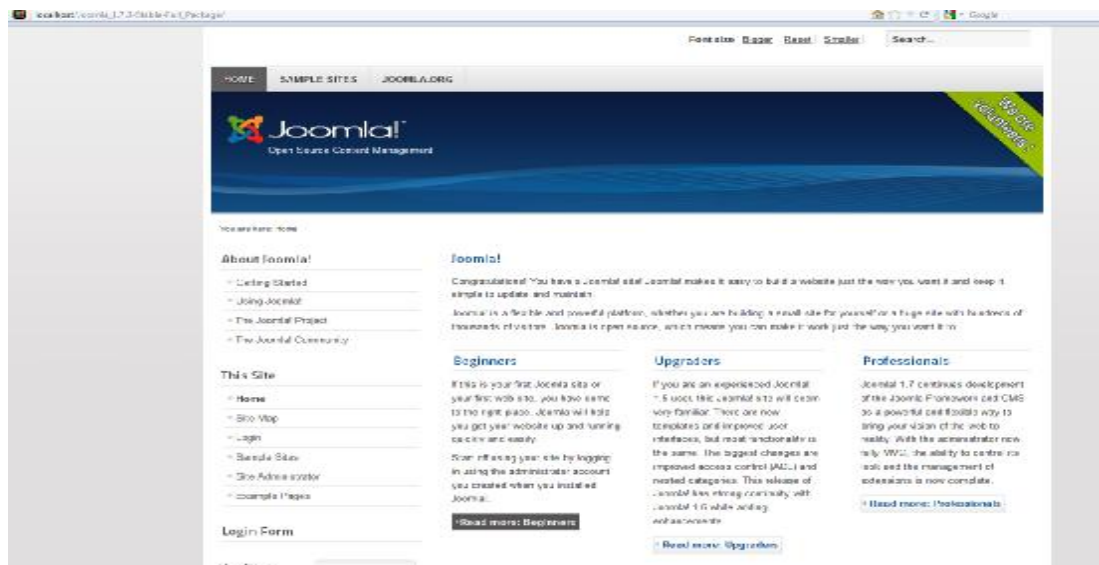 localhost/joomla_1.7.3-Stable-Full_Package/
Google
Font size Bigger Reset Smaller
Search...
HOME SAMPLE SITES JOOMLA.ORG
Joomla!
Open Source Content Management
We are Volunteers!
You are here: Home
About Joomla!
Getting Started
Using Joomla!
The Joomla! Project
The Joomla! Community
This Site
Home
Site Map
Login
Sample Sites
Site Administrator
Example Pages
Login Form
Joomla!
Congratulations! You have a Joomla! site! Joomla! makes it easy to build a website just the way you want it and keep it
simple to update and maintain.
Joomla! is a flexible and powerful platform, whether you are building a small site for yourself or a huge site with hundreds of
thousands of visitors. Joomla is open source, which means you can make it work just the way you want it to.
Beginners
If this is your first Joomla site or
your first web site, you have come
to the right place. Joomla will help
you get your website up and running
quickly and easily.
Start off using your site by logging
in using the administrator account
you created when you installed
Joomla!.
Read more: Beginners
Upgraders
If you are an experienced Joomla!
1.5 user, this Joomla! site will seem
very familiar. There are new
templates and improved user
interfaces, but most functionality is
the same. The biggest changes are
improved access control (ACL) and
nested categories. This release of
Joomla! has strong continuity with
Joomla! 1.6 while adding
enhancements.
Read more: Upgraders
Professionals
Joomla! 1.7 continues development
of the Joomla Framework and CMS
as a powerful and flexible way to
bring your vision of the web to
reality. With the administrator now
fully MVC, the ability to control its
look and the management of
extensions is now complete.
Read more: Professionals